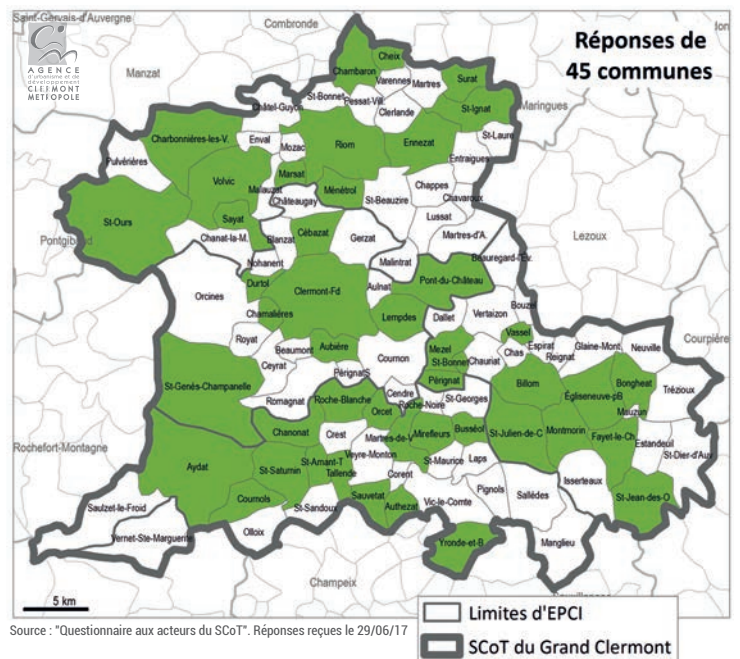 Saint-Gervais-d'Auvergne
Combronde
AGENCE
d'urbanisme et de
développement
CLERMONT
METROPOLE
Réponses de
45 communes
Manzat
Maringues
Chambaron
Cheix
Varennes
Martres
Surat
St-Bonnet
Pessat-Vill.
Clerlande
St-Ignat
Châtel-Guyon
Charbonnières-les-V.
Enval
Mozac
Riom
Ennezat
St-Laure
Entraigues
Pulvérières
Volvic
Marsat
Malauzat
Ménétrol
Châteaugay
St-Beauzire
Chappes
Chavaroux
St-Ours
Sayat
Lussat
Lezoux
Pontgibaud
Chanat-la-M.
Blanzat
Cébazat
Gerzat
Martres-d'A.
Nohanent
Malintrat
Beauregard-l'Ev.
Orcines
Durtol
Clermont-Fd
Aulnat
Pont-du-Château
Chamalières
Lempdes
Dallet
Vertaizon
Bouzel
Courpière
Royat
Beaumont
Aubière
Cournon
Mezel
Vassel
Chas
Espirat
Reignat
Glaine-Mont.
Neuville
Ceyrat
Pérignat/S
St-Bonnet
Chauriat
St-Genés-Champanelle
Romagnat
Cendre
Pérignat
Billom
Bongheat
Trézioux
Égliseneuve-pB
Mauzun
Roche-Blanche
Orcet
Roche-Noire
St-Georges
Rochefort-Montagne
Chanonat
Crest
Martres-de-V
Mirefleurs
Busséol
St-Julien-de-C
Montmorin
Fayet-le-Ch
Estandeuil
St-Dier-d'Auv
Aydat
St-Saturnin
St-Amant-T
Tallende
Veyre-Monton
St-Maurice
Laps
Corent
Pignols
Isserteaux
Cournols
Sauvetat
Authezat
Vic-le-Comte
Sallèdes
St-Jean-des-O
Saulzet-le-Froid
St-Sandoux
Vernet-Ste-Marguerite
Olloix
Yronde-et-B
Manglieu
Champeix
5 km
Limites d'EPCI
SCoT du Grand Clermont
Source : "Questionnaire aux acteurs du SCoT". Réponses reçues le 29/06/17